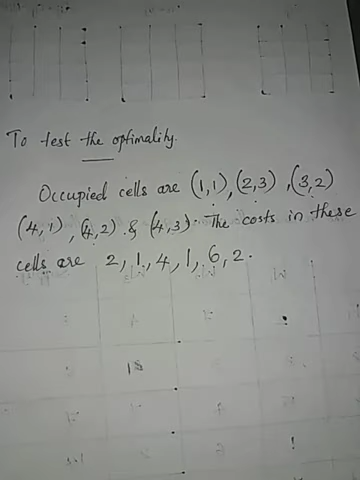 To test the optimality.
Occupied cells are (1,1), (2,3), (3,2)
(4,1), (4,2) & (4,3). The costs in these
cells are 2, 1, 4, 1, 6, 2.